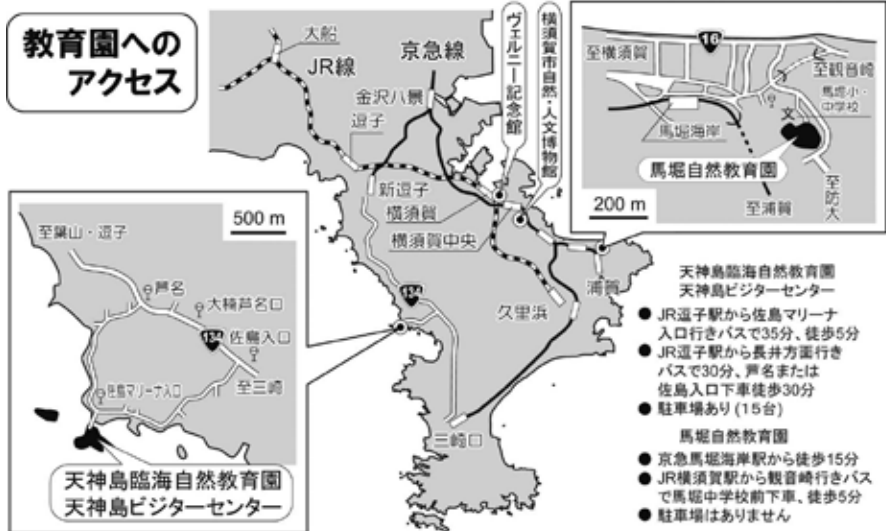 教育園への
アクセス
大船
JR線
京急線
金沢八景
逗子
新逗子
横須賀
横須賀中央
ヴェルニー記念館
横須賀市自然・人文博物館
久里浜
浦賀
三崎口
134
16
至横須賀
至観音崎
馬堀小・
中学校
文
馬堀海岸
馬堀自然教育園
200 m
至浦賀
至防大
500 m
至葉山・逗子
芦名
大楠芦名口
134
佐島入口
至三崎
佐島マリーナ入口
天神島臨海自然教育園
天神島ビジターセンター
天神島臨海自然教育園
天神島ビジターセンター
● JR逗子駅から佐島マリーナ
入口行きバスで35分、徒歩5分
● JR逗子駅から長井方面行き
バスで30分、芦名または
佐島入口下車徒歩30分
● 駐車場あり(15台)
馬堀自然教育園
● 京急馬堀海岸駅から徒歩15分
● JR横須賀駅から観音崎行きバス
で馬堀中学校前下車、徒歩5分
● 駐車場はありません